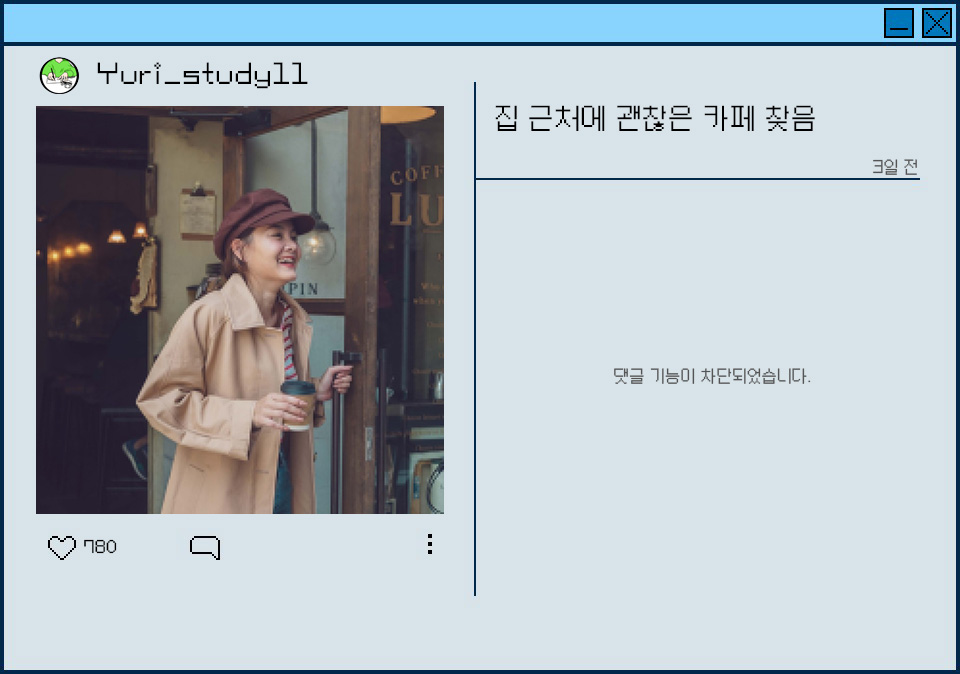 Yuri_study11
집 근처에 괜찮은 카페 찾음
3일 전
COFF
LU
PIN
댓글 기능이 차단되었습니다.
780